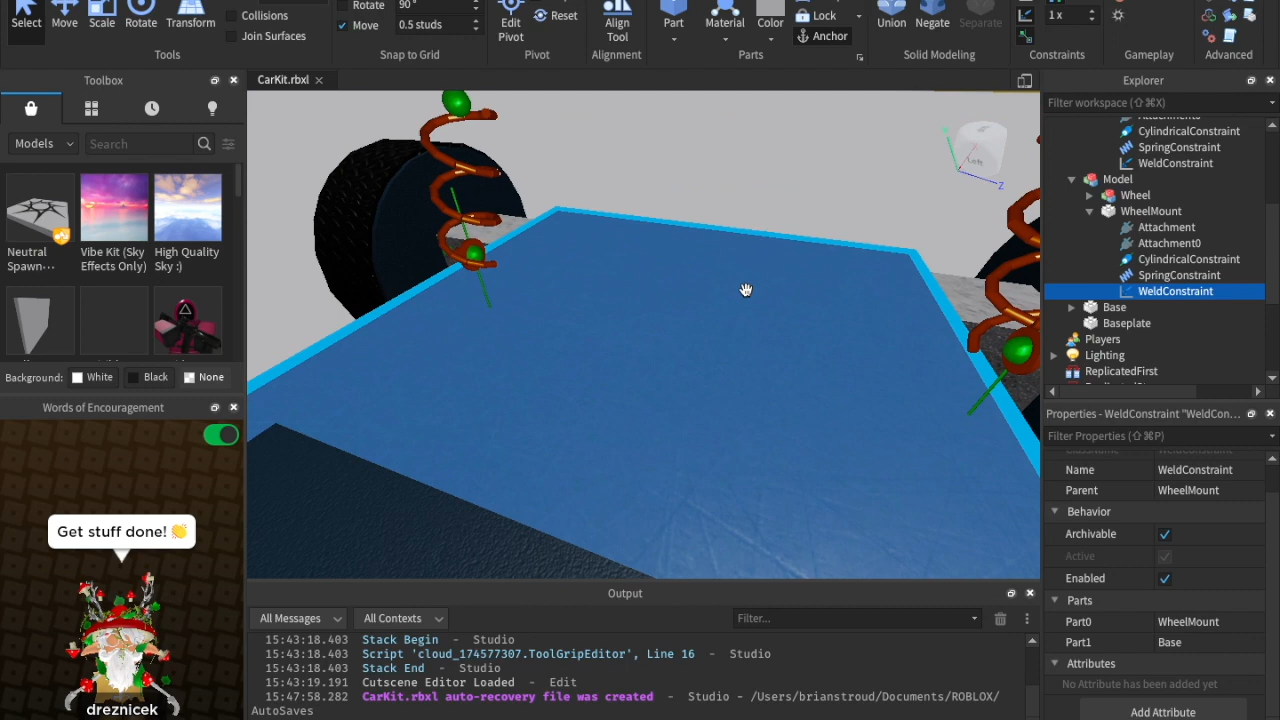 Select
Move
Scale
Rotate
Transform
Collisions
Join Surfaces
Tools
Rotate
90 °
Move
0.5 studs
Snap to Grid
Edit
Pivot
Reset
Pivot
Align
Tool
Alignment
Part
Material
Color
Lock
Anchor
Parts
Union
Negate
Separate
Solid Modeling
1 x
Constraints
Gameplay
Advanced
Toolbox
CarKit.rbxl
Models
Search
Neutral
Spawn…
Vibe Kit (Sky
Effects Only)
High Quality
Sky :)
Background:
White
Black
None
Words of Encouragement
Get stuff done! 👏
dreznicek
Left
Z
Explorer
Filter workspace (⇧⌘X)
CylindricalConstraint
SpringConstraint
WeldConstraint
Model
Wheel
WheelMount
Attachment
Attachment0
CylindricalConstraint
SpringConstraint
WeldConstraint
Base
Baseplate
Players
Lighting
ReplicatedFirst
Properties - WeldConstraint "WeldCon...
Filter Properties (⇧⌘P)
Name WeldConstraint
Parent WheelMount
Behavior
Archivable
Active
Enabled
Parts
Part0 WheelMount
Part1 Base
Attributes
No Attribute has been added yet
Add Attribute
Output
All Messages
All Contexts
Filter...
15:43:18.403 Stack Begin - Studio
15:43:18.403 Script 'cloud_174577307.ToolGripEditor', Line 16 - Studio
15:43:18.403 Stack End - Studio
15:43:19.191 Cutscene Editor Loaded - Edit
15:47:58.282 CarKit.rbxl auto-recovery file was created - Studio - /Users/brianstroud/Documents/ROBLOX/
AutoSaves